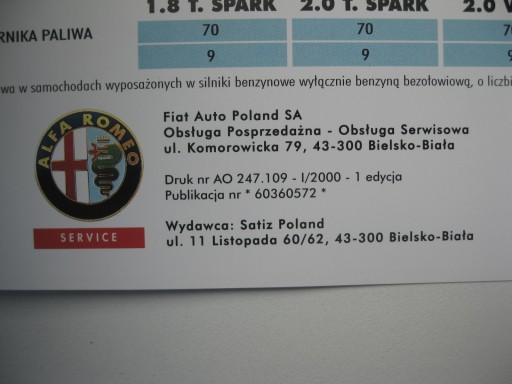 1.8 T. SPARK 2.0 T. SPARK 2.0
PALIWA 70 70
9 9 9
w samochodach wyposażonych w silniki benzynowe wyłącznie benzyną bezołowiową, o
ALFA ROMEO
SERVICE
Fiat Auto Poland SA
Obsługa Posprzedażna - Obsługa Serwisowa
ul. Komorowicka 79, 43-300 Bielsko-Biała
Druk nr AO 247.109 - I/2000 - 1 edycja
Publikacja nr * 60360572 *
Wydawca: Satiz Poland
ul. 11 Listopada 60/62, 43-300 Bielsko-Biała